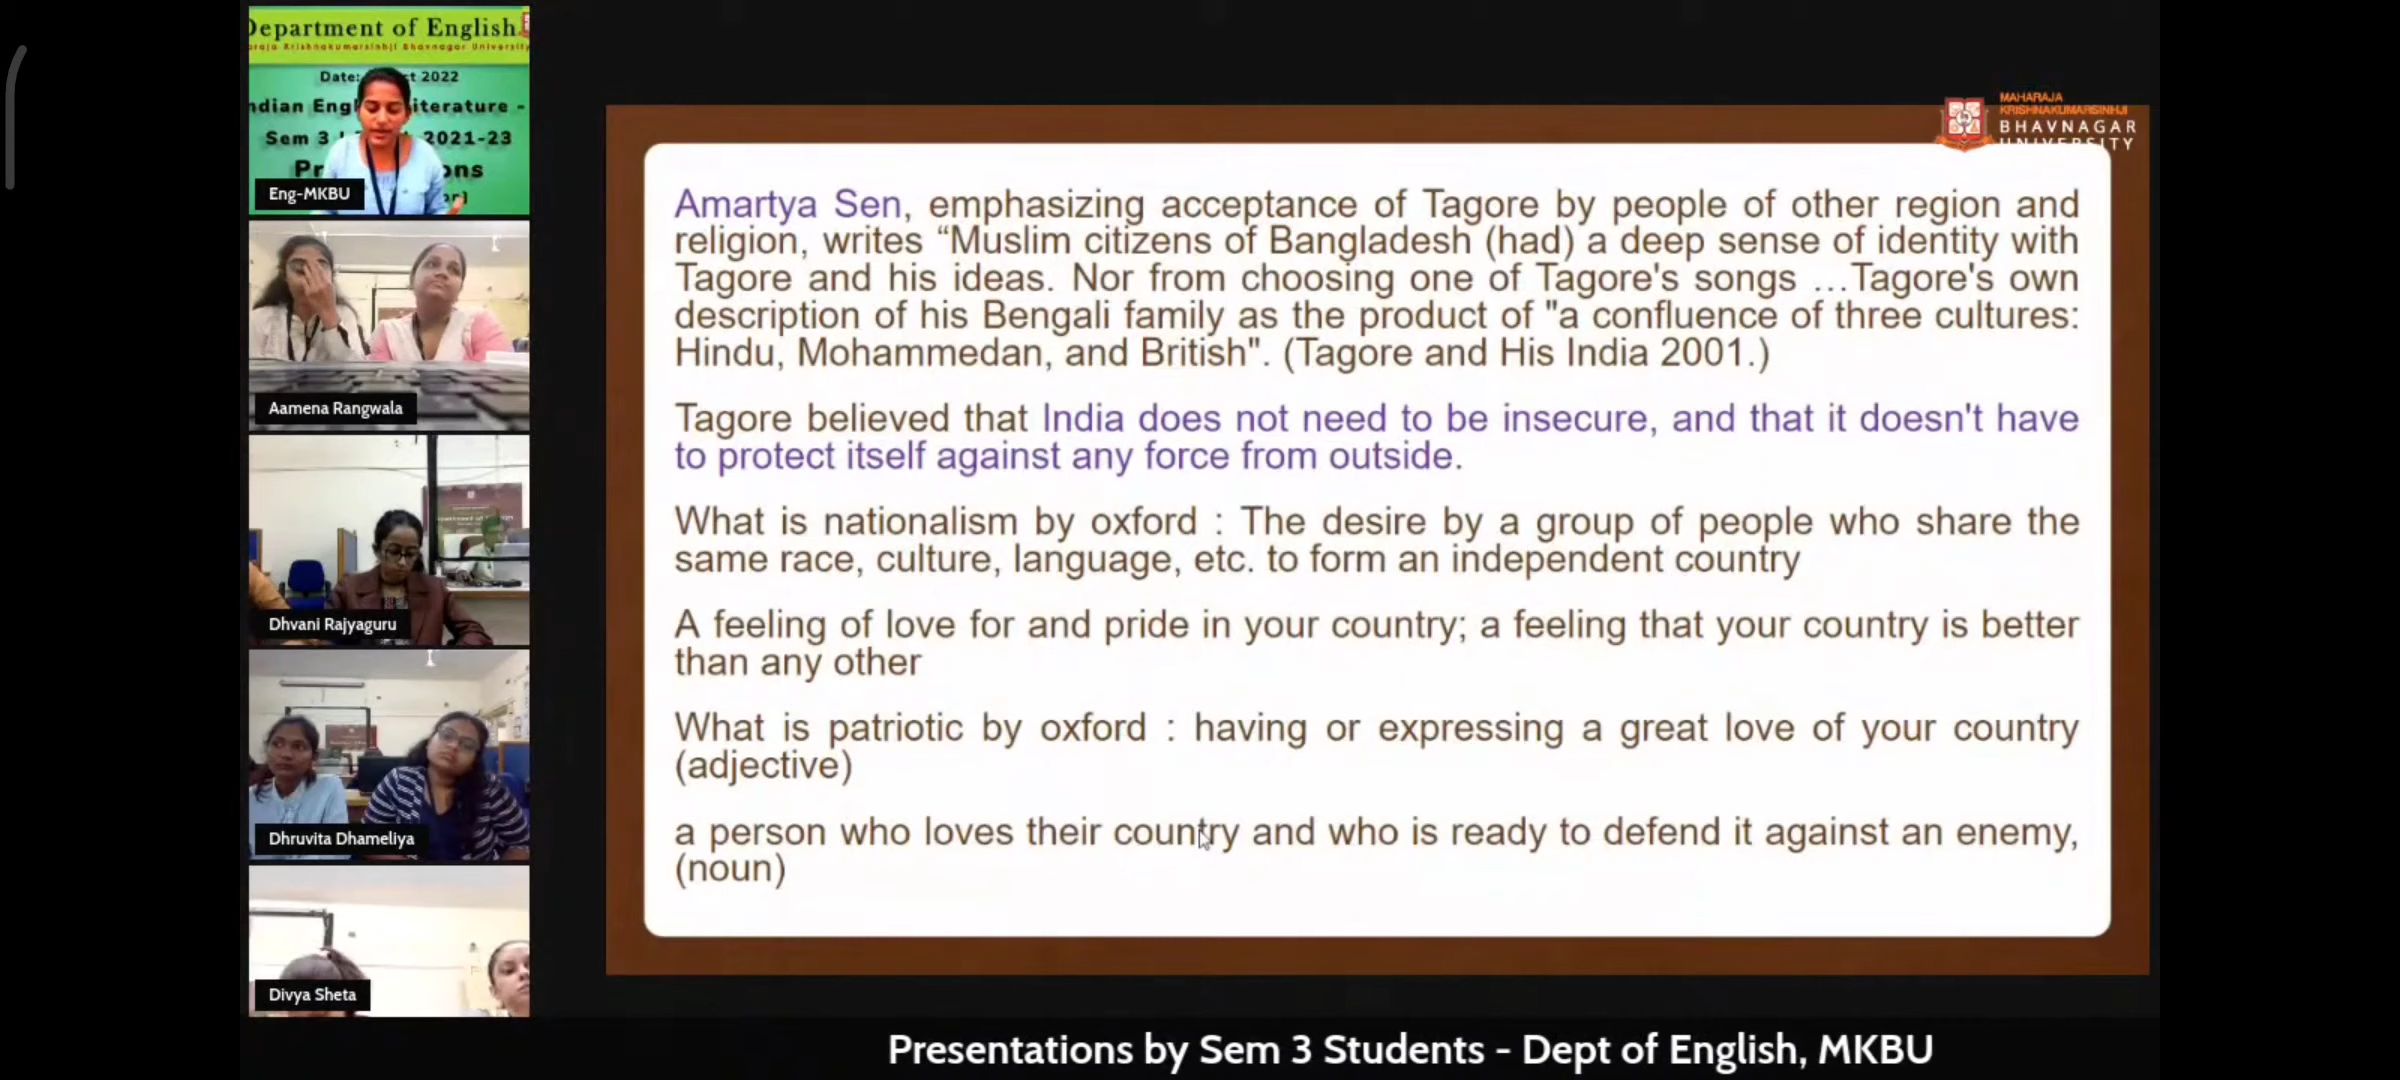 Department of English
Date: 2022
Sem 3
2021-23
Eng-MKBU
Aamena Rangwala
Dhvani Rajyaguru
Dhruvita Dhameliya
Divya Sheta
MAHARAJA
KRISHNAKUMARSINHJI
BHAVNAGAR
UNIVERSITY
Amartya Sen, emphasizing acceptance of Tagore by people of other region and
religion, writes “Muslim citizens of Bangladesh (had) a deep sense of identity with
Tagore and his ideas. Nor from choosing one of Tagore's songs …Tagore's own
description of his Bengali family as the product of "a confluence of three cultures:
Hindu, Mohammedan, and British". (Tagore and His India 2001.)
Tagore believed that India does not need to be insecure, and that it doesn't have
to protect itself against any force from outside.
What is nationalism by oxford : The desire by a group of people who share the
same race, culture, language, etc. to form an independent country
A feeling of love for and pride in your country; a feeling that your country is better
than any other
What is patriotic by oxford : having or expressing a great love of your country
(adjective)
a person who loves their country and who is ready to defend it against an enemy,
(noun)
Presentations by Sem 3 Students - Dept of English, MKBU